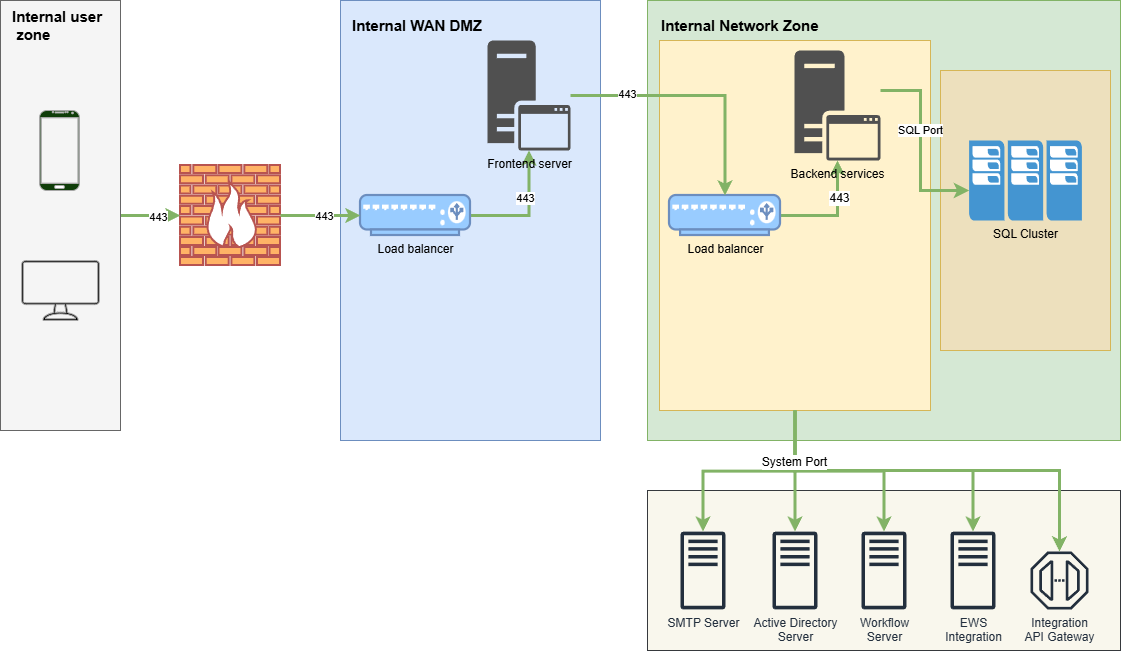 Internal user
zone
Internal WAN DMZ
Internal Network Zone
443
443
Load balancer
443
Frontend server
443
Load balancer
443
Backend services
SQL Port
SQL Cluster
System Port
SMTP Server
Active Directory
Server
Workflow
Server
EWS
Integration
Integration
API Gateway